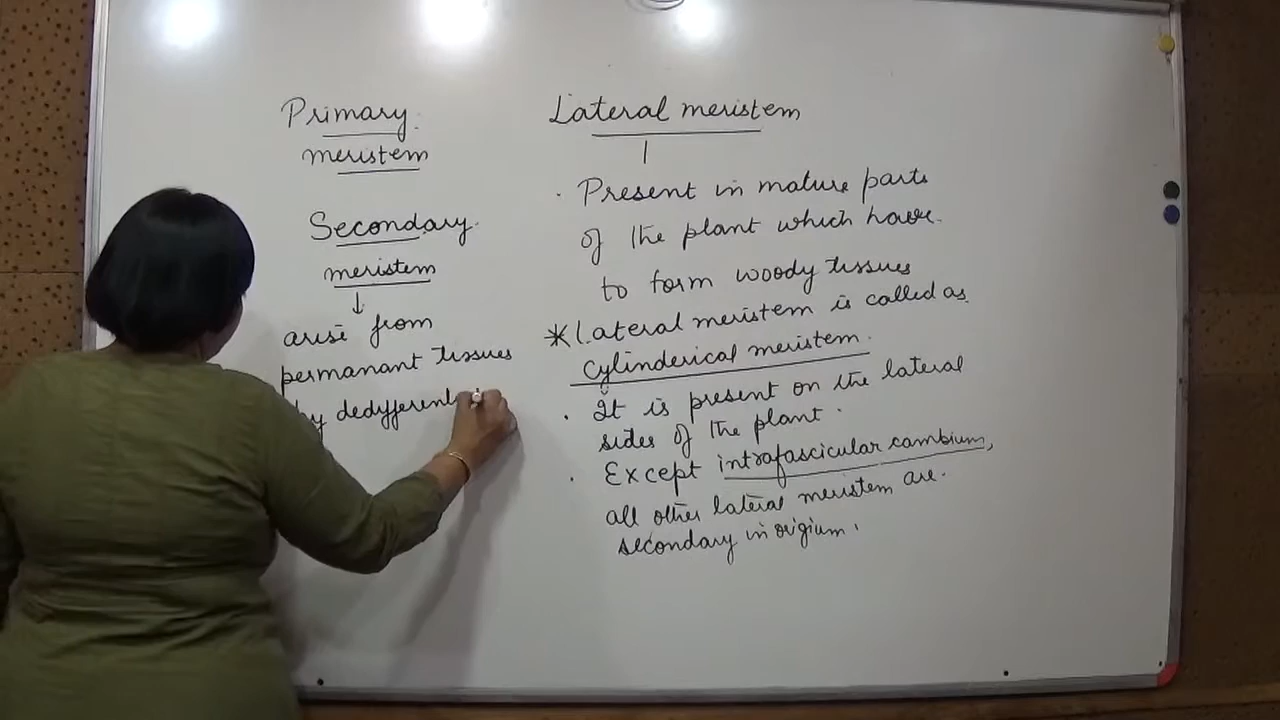 Primary
meristem
Secondary
meristem
arise from
permanant tissues
by dedifferent
Lateral meristem
Present in mature parts
of the plant which have
to form woody tissues
*Lateral meristem is called as
cylinderical meristem.
It is present on the lateral
sides of the plant.
Except intrafascicular cambium,
all other lateral meristem are
secondary in origium.